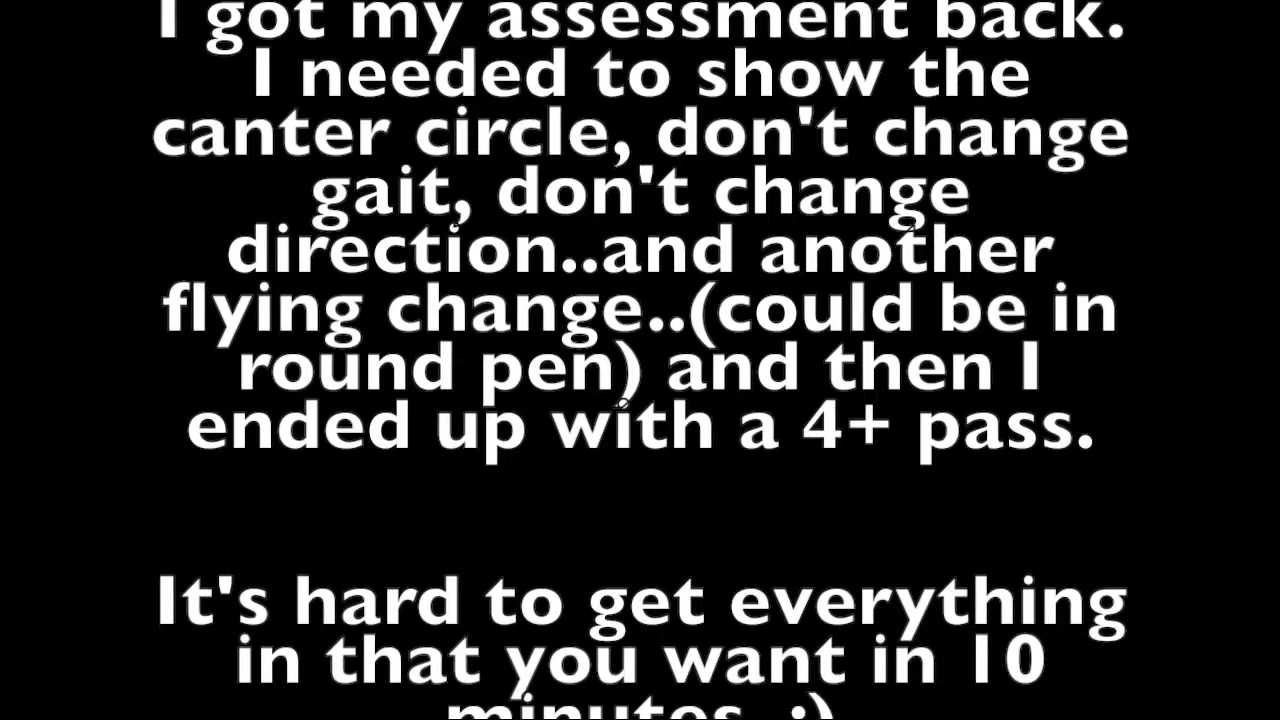 I got my assessment back.
I needed to show the
canter circle, don't change
gait, don't change
direction..and another
flying change..(could be in
round pen) and then I
ended up with a 4+ pass.
It's hard to get everything
in that you want in 10
minutes. :)